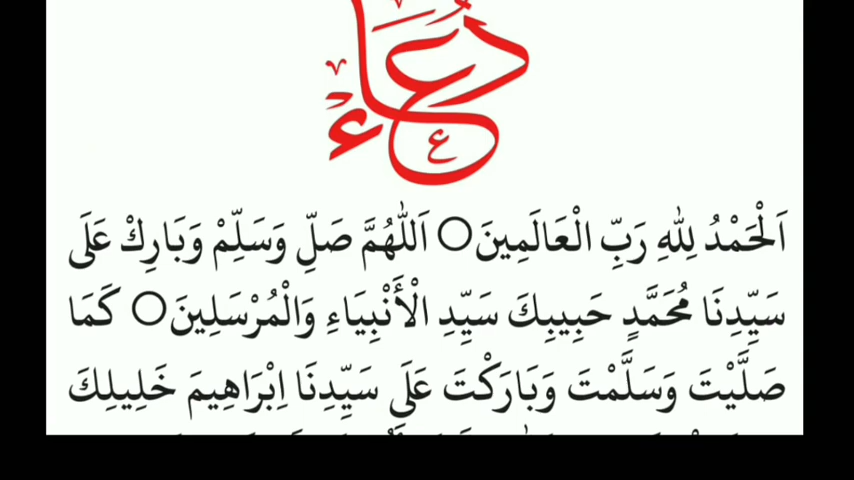 دُعَاءْ
اَلْحَمْدُ لِلّٰهِ رَبِّ الْعَالَمِينَ○ اَللّٰهُمَّ صَلِّ وَسَلِّمْ وَبَارِكْ عَلَى
سَيِّدِنَا مُحَمَّدٍ حَبِيبِكَ سَيِّدِ الْأَنْبِيَاءِ وَالْمُرْسَلِينَ○ كَمَا
صَلَّيْتَ وَسَلَّمْتَ وَبَارَكْتَ عَلَى سَيِّدِنَا اِبْرَاهِيمَ خَلِيلِكَ